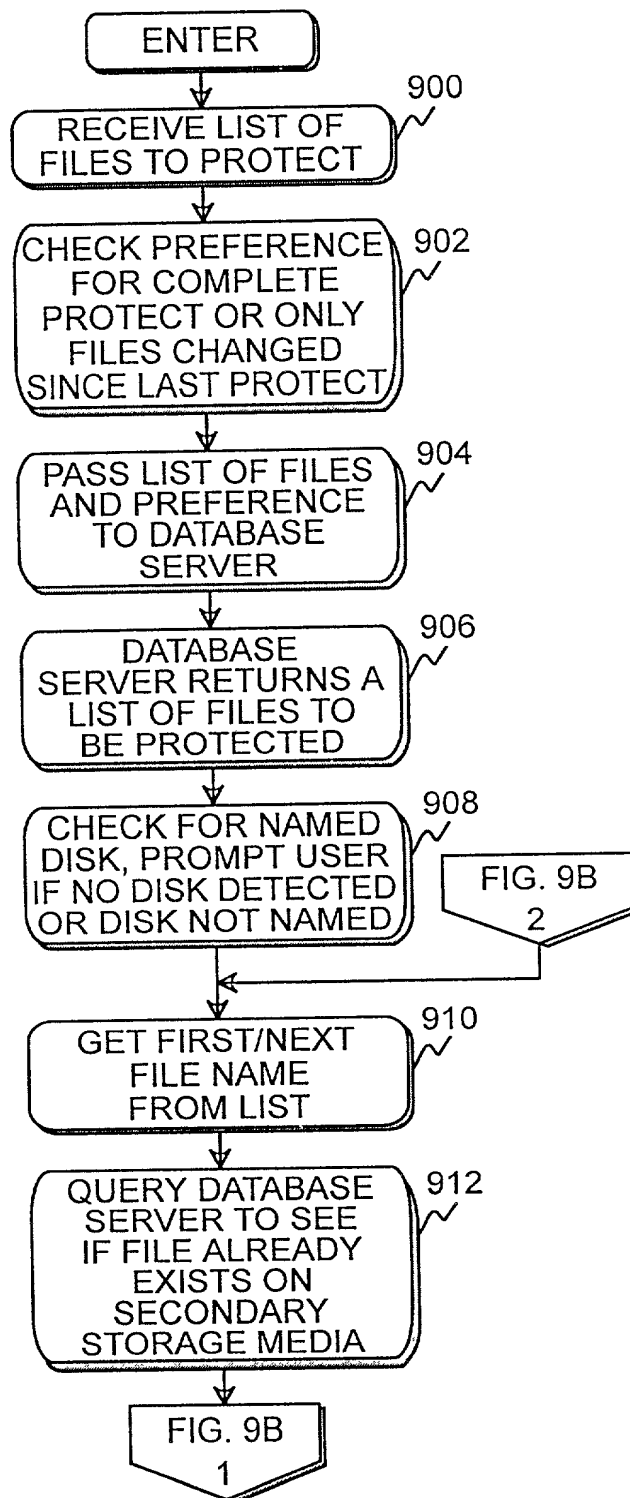 ENTER
900
RECEIVE LIST OF
FILES TO PROTECT
902
CHECK PREFERENCE
FOR COMPLETE
PROTECT OR ONLY
FILES CHANGED
SINCE LAST PROTECT
904
PASS LIST OF FILES
AND PREFERENCE
TO DATABASE
SERVER
906
DATABASE
SERVER RETURNS A
LIST OF FILES TO
BE PROTECTED
908
CHECK FOR NAMED
DISK, PROMPT USER
IF NO DISK DETECTED
OR DISK NOT NAMED
FIG. 9B
2
910
GET FIRST/NEXT
FILE NAME
FROM LIST
912
QUERY DATABASE
SERVER TO SEE
IF FILE ALREADY
EXISTS ON
SECONDARY
STORAGE MEDIA
FIG. 9B
1